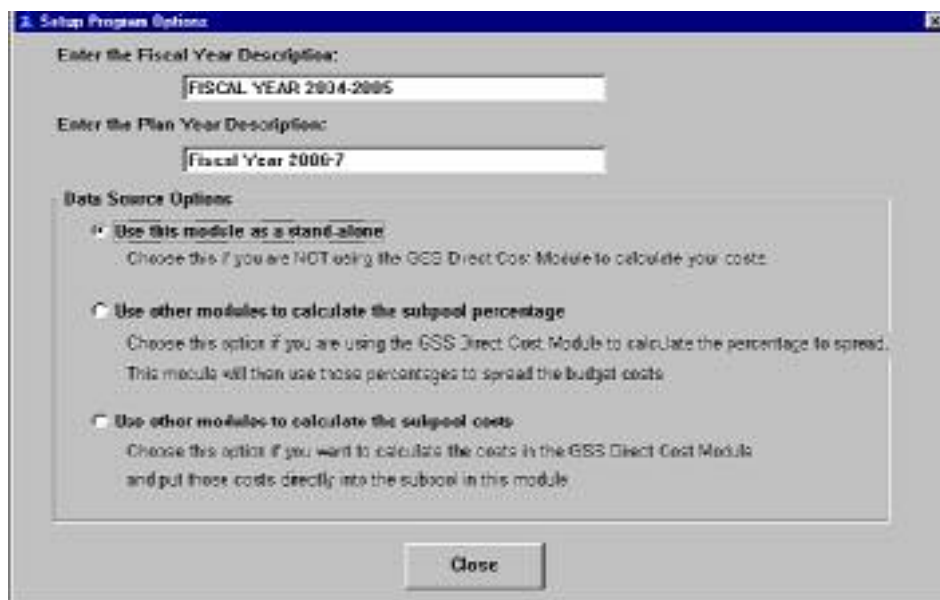 Setup Program Options
Enter the Fiscal Year Description:
FISCAL YEAR 2004-2005
Enter the Plan Year Description:
Fiscal Year 2006-7
Data Source Options
Use this module as a stand-alone
Choose this if you are NOT using the GSS Direct Cost Module to calculate your costs
Use other modules to calculate the subpool percentage
Choose this option if you are using the GSS Direct Cost Module to calculate the percentage to spread.
This module will then use those percentages to spread the budget costs
Use other modules to calculate the subpool costs
Choose this option if you want to calculate the costs in the GSS Direct Cost Module
and put those costs directly into the subpool in this module
Close